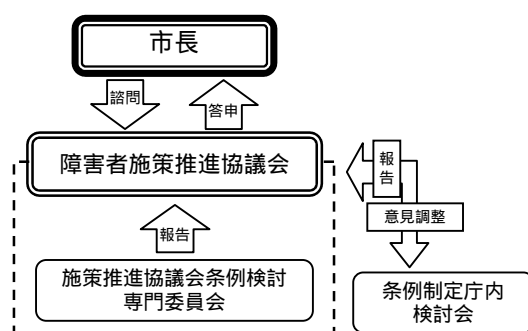 市長
諮問
答申
障害者施策推進協議会
報
告
意見調整
報告
施策推進協議会条例検討
専門委員会
条例制定庁内
検討会